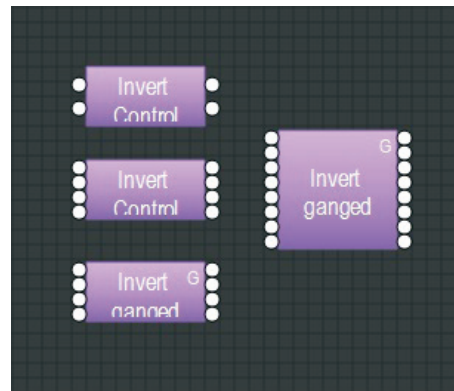 Invert
Control
Invert
Control
Invert G
ganged
G
Invert
ganged